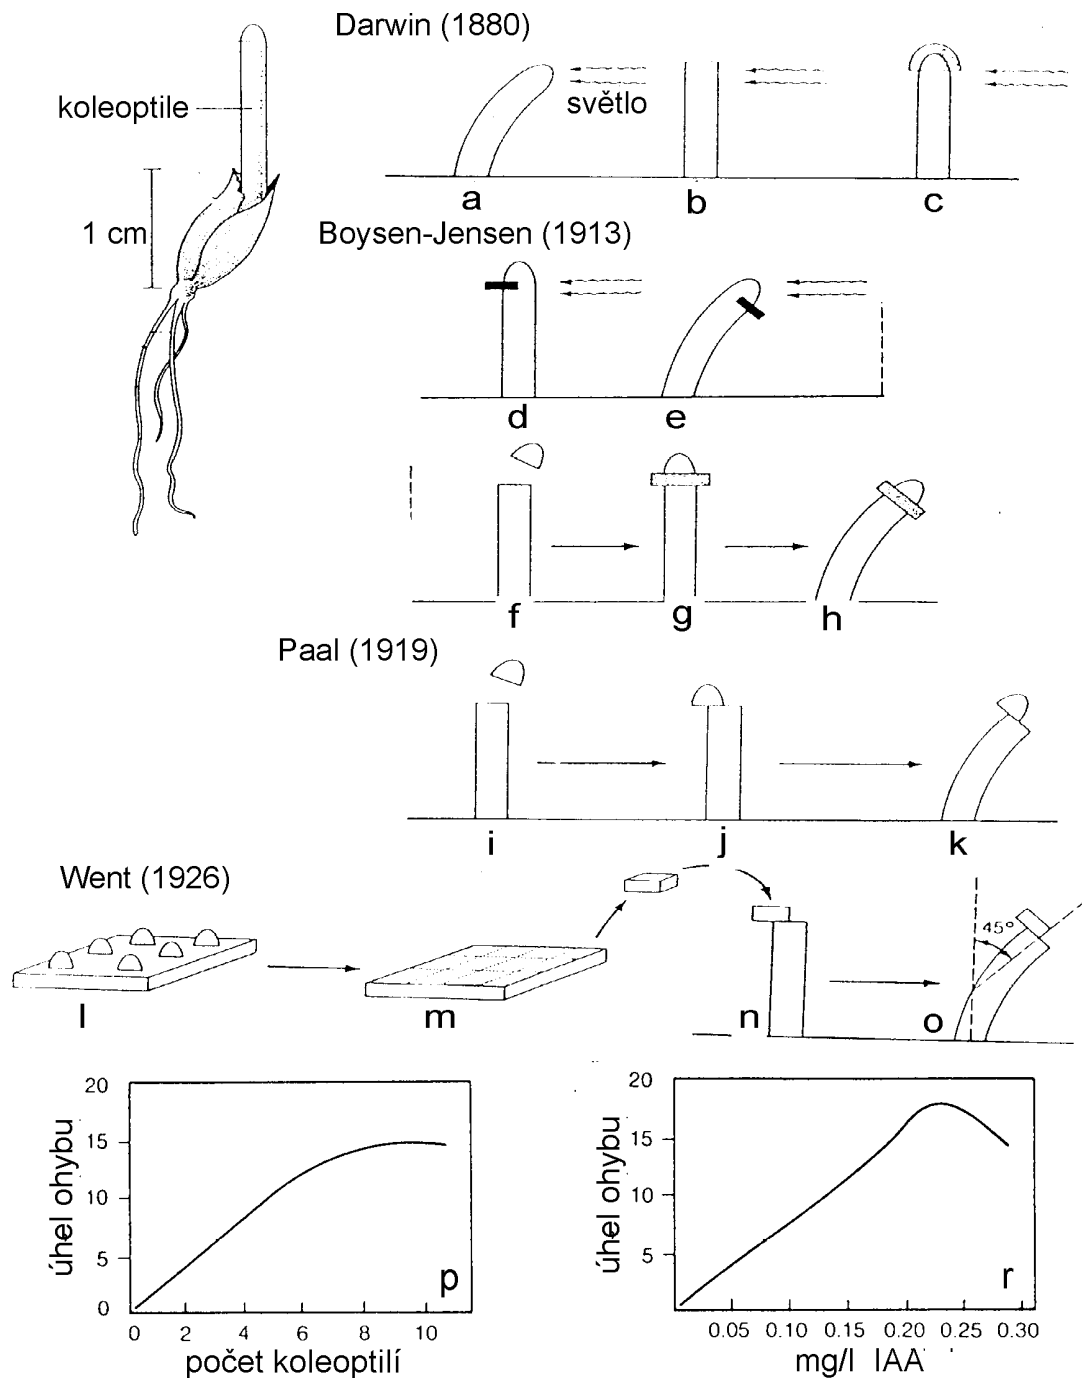 Darwin (1880)
koleoptile
světlo
a
b
c
1 cm
Boysen-Jensen (1913)
d
e
f
g
h
Paal (1919)
i
j
k
Went (1926)
45°
l
m
n
o
20
15
10
5
0
úhel ohybu
p
0 2 4 6 8 10
počet koleoptilí
20
15
10
5
úhel ohybu
r
0.05 0.10 0.15 0.20 0.25 0.30
mg/l IAA